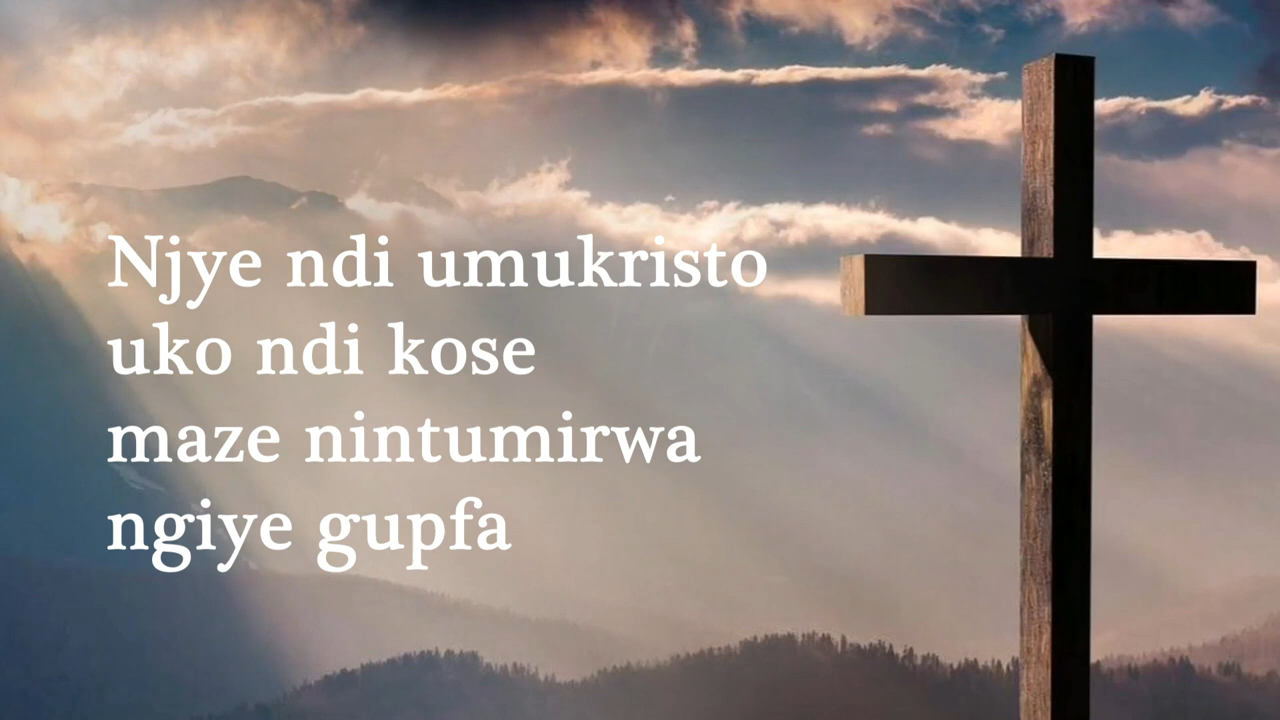 Njye ndi umukristo
uko ndi kose
maze nintumirwa
ngiye gupfa